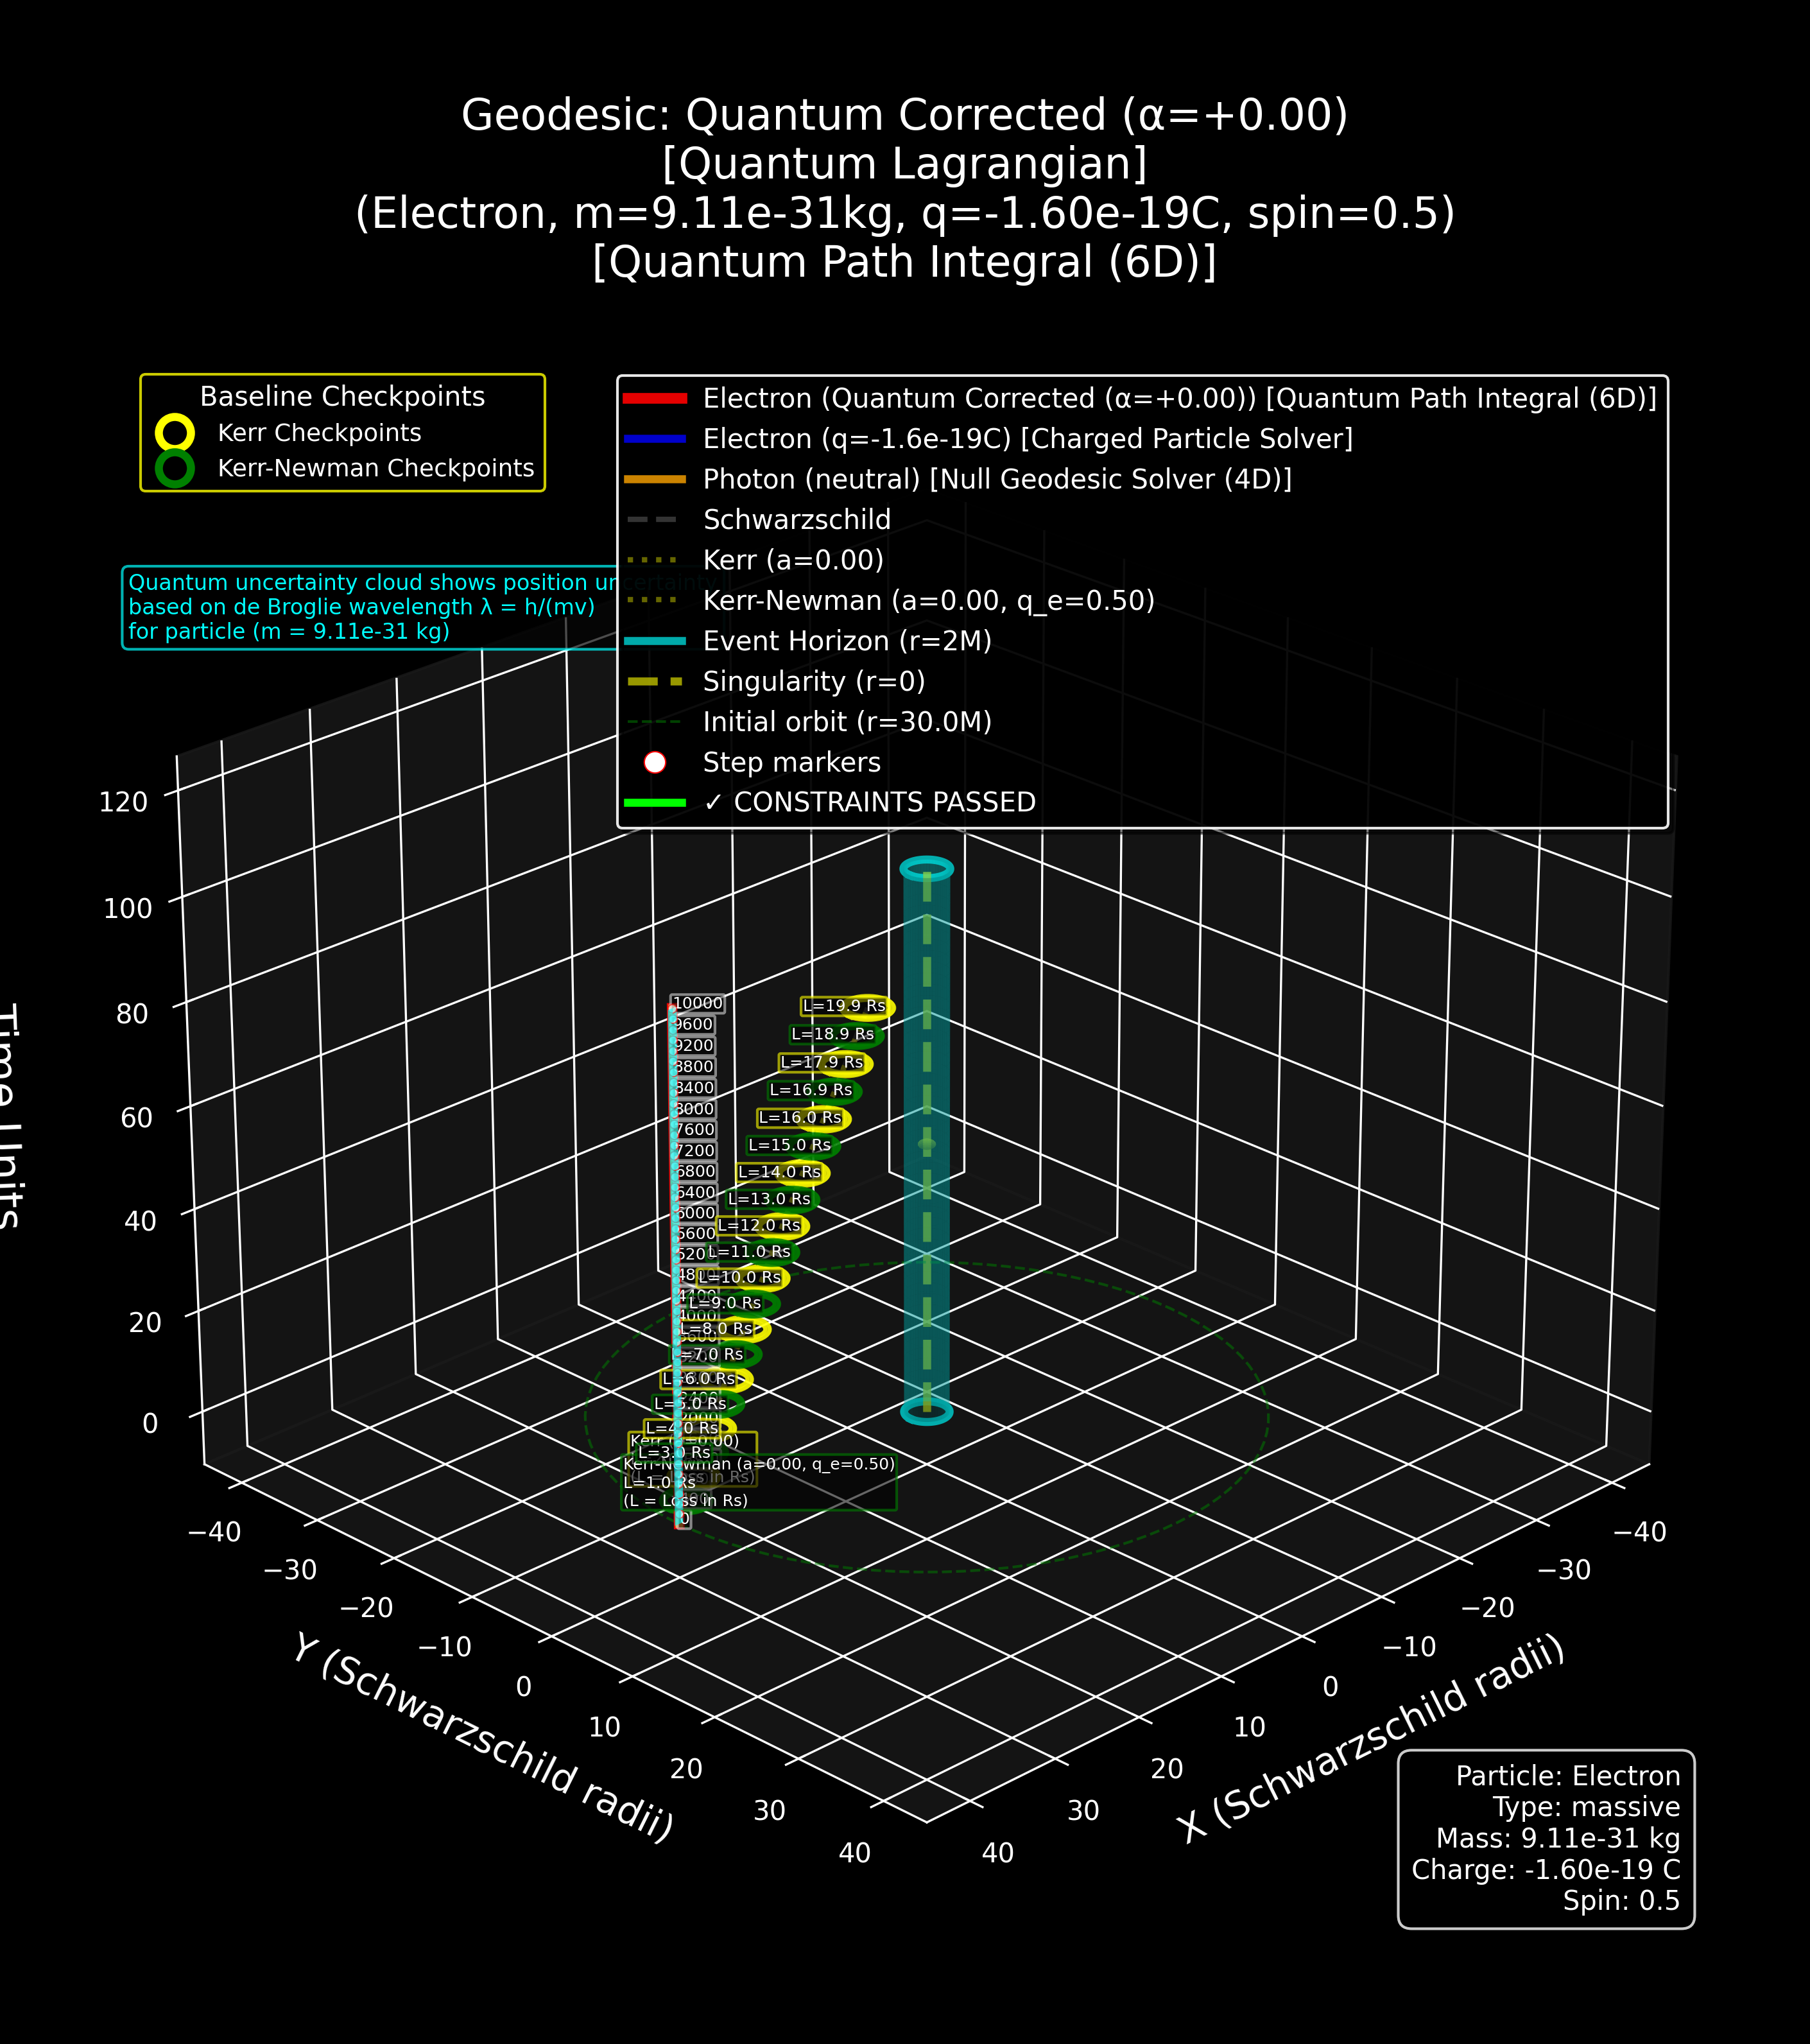 Geodesic: Quantum Corrected (α=+0.00)
[Quantum Lagrangian]
(Electron, m=9.11e-31kg, q=-1.60e-19C, spin=0.5)
[Quantum Path Integral (6D)]
Baseline Checkpoints
Kerr Checkpoints
Kerr-Newman Checkpoints
Electron (Quantum Corrected (α=+0.00)) [Quantum Path Integral (6D)]
Electron (q=-1.6e-19C) [Charged Particle Solver]
Photon (neutral) [Null Geodesic Solver (4D)]
Schwarzschild
Kerr (a=0.00)
Kerr-Newman (a=0.00, q_e=0.50)
Event Horizon (r=2M)
Singularity (r=0)
Initial orbit (r=30.0M)
Step markers
✓ CONSTRAINTS PASSED
Quantum uncertainty cloud shows position uncertainty
based on de Broglie wavelength λ = h/(mv)
for particle (m = 9.11e-31 kg)
120
100
80
60
40
20
0
Time Units
10000
9600
9200
8800
8400
8000
7600
7200
6800
6400
6000
5600
5200
L=19.9 Rs
L=18.9 Rs
L=17.9 Rs
L=16.9 Rs
L=16.0 Rs
L=15.0 Rs
L=14.0 Rs
L=13.0 Rs
L=12.0 Rs
L=11.0 Rs
L=10.0 Rs
L=9.0 Rs
L=8.0 Rs
L=7.0 Rs
L=6.0 Rs
L=5.0 Rs
L=4.0 Rs
Kerr (a=0.00)
L=3.0 Rs
Kerr-Newman (a=0.00, q_e=0.50)
(L = Loss in Rs)
L=1.0 Rs
(L = Loss in Rs)
0
−40
−30
−20
−10
0
10
20
30
40
Y (Schwarzschild radii)
−40
−30
−20
−10
0
10
20
30
40
X (Schwarzschild radii)
Particle: Electron
Type: massive
Mass: 9.11e-31 kg
Charge: -1.60e-19 C
Spin: 0.5